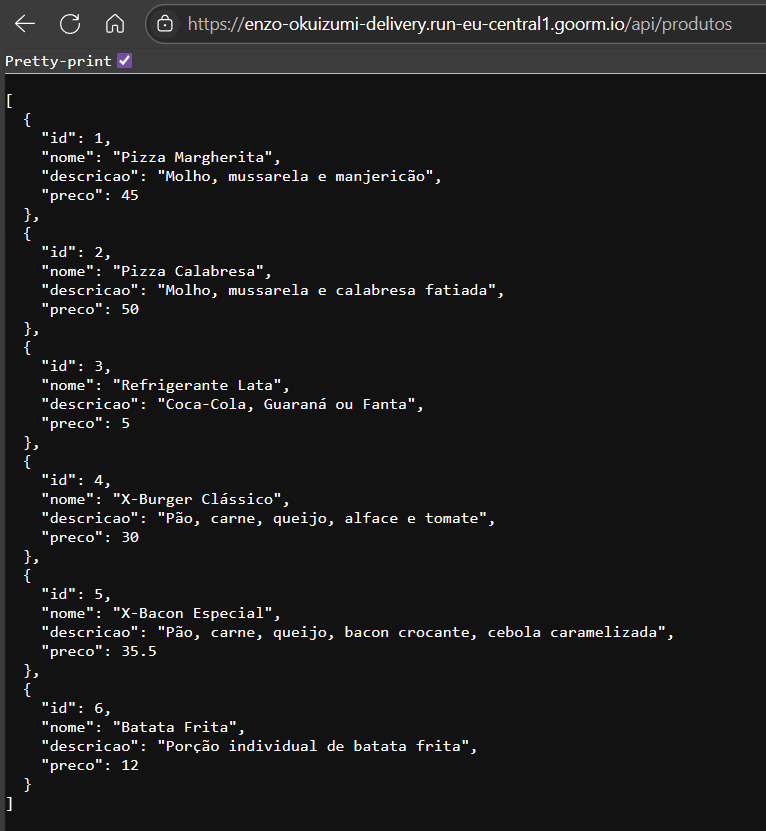 https://enzo-okuizumi-delivery.run-eu-central1.goorm.io/api/produtos
Pretty-print
[
  {
    "id": 1,
    "nome": "Pizza Margherita",
    "descricao": "Molho, mussarela e manjericão",
    "preco": 45
  },
  {
    "id": 2,
    "nome": "Pizza Calabresa",
    "descricao": "Molho, mussarela e calabresa fatiada",
    "preco": 50
  },
  {
    "id": 3,
    "nome": "Refrigerante Lata",
    "descricao": "Coca-Cola, Guaraná ou Fanta",
    "preco": 5
  },
  {
    "id": 4,
    "nome": "X-Burger Clássico",
    "descricao": "Pão, carne, queijo, alface e tomate",
    "preco": 30
  },
  {
    "id": 5,
    "nome": "X-Bacon Especial",
    "descricao": "Pão, carne, queijo, bacon crocante, cebola caramelizada",
    "preco": 35.5
  },
  {
    "id": 6,
    "nome": "Batata Frita",
    "descricao": "Porção individual de batata frita",
    "preco": 12
  }
]